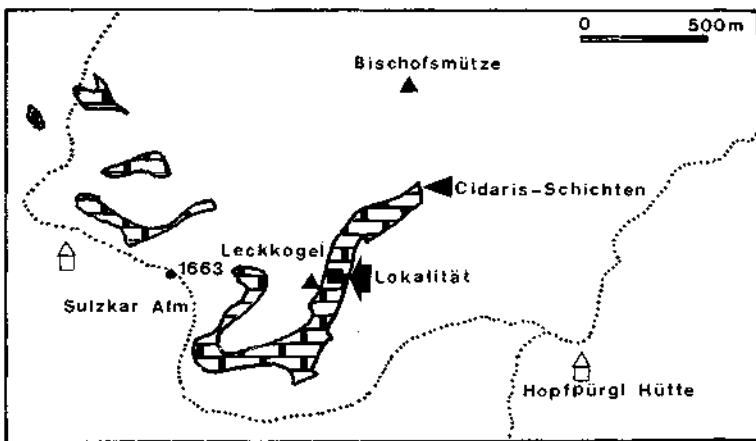 0 500m
Bischofsmütze
Cidaris-Schichten
Leckkogel
1663
Lokalität
Sulzkar Alm
Hopfpürgl Hütte